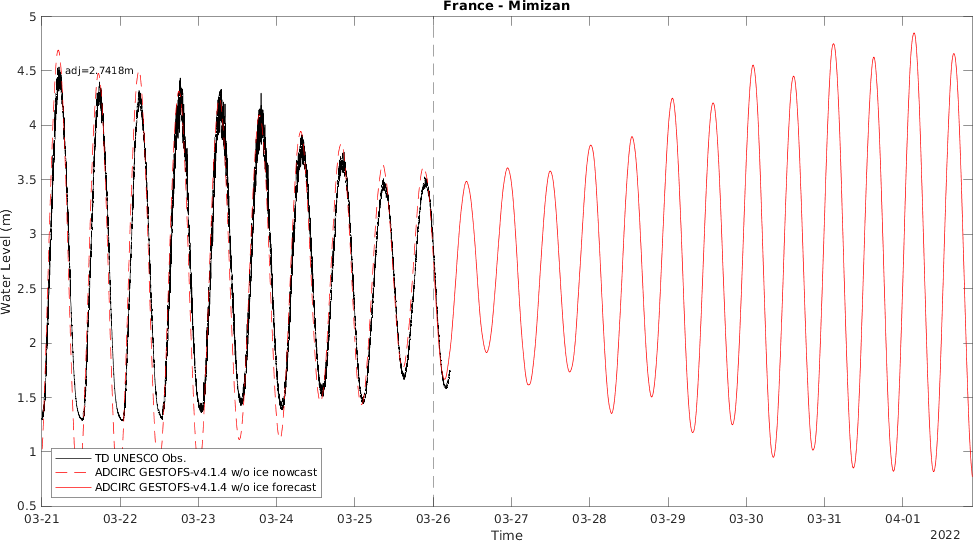 France - Mimizan
adj=2.7418m
5
4.5
4
3.5
3
2.5
2
1.5
1
0.5
Water Level (m)
TD UNESCO Obs.
ADCIRC GESTOFS-v4.1.4 w/o ice nowcast
ADCIRC GESTOFS-v4.1.4 w/o ice forecast
03-21 03-22 03-23 03-24 03-25 03-26 03-27 03-28 03-29 03-30 03-31 04-01
Time
2022